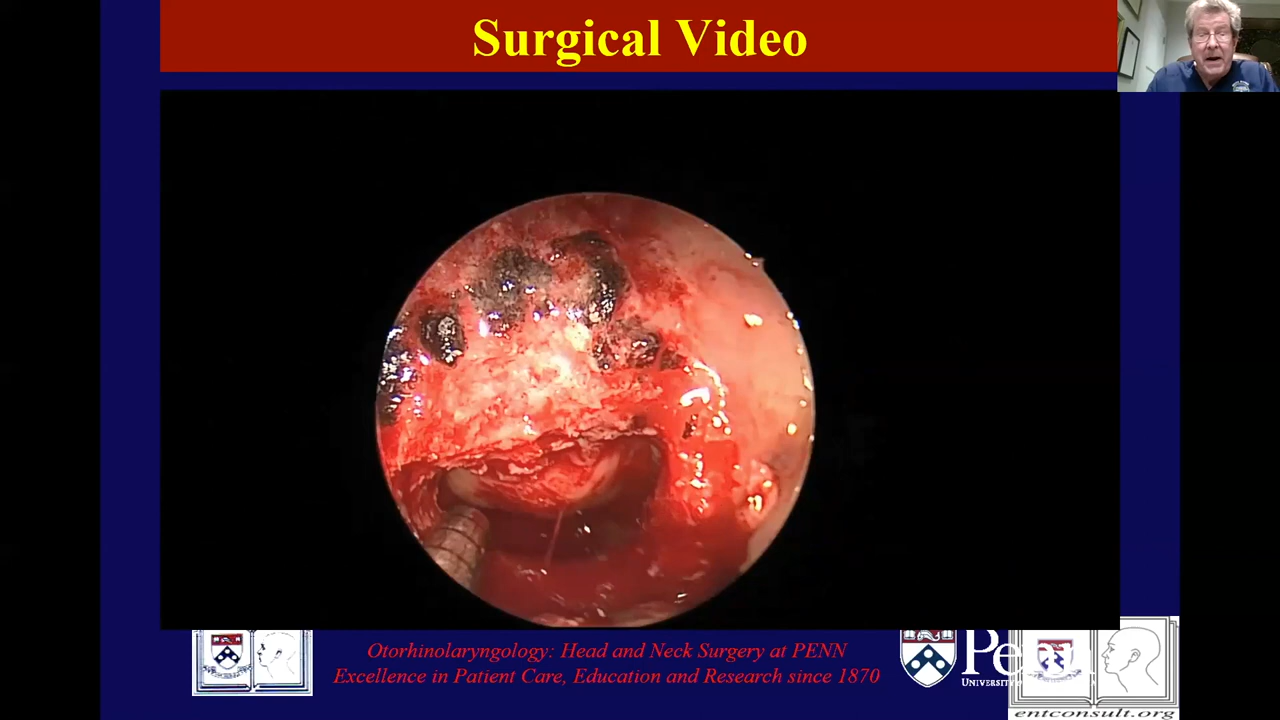 Surgical Video
Otorhinolaryngology: Head and Neck Surgery at PENN
Excellence in Patient Care, Education and Research since 1870
Penn
UNIVERSITY
entconsult.org